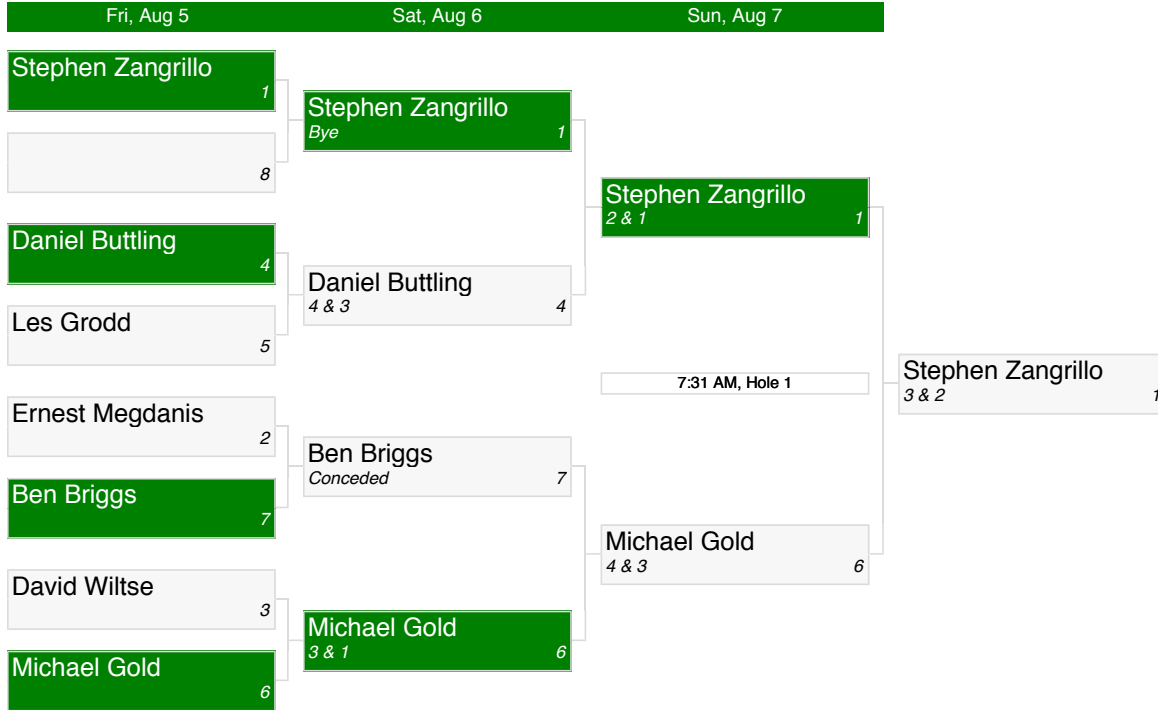 Fri, Aug 5
Sat, Aug 6
Sun, Aug 7
Stephen Zangrillo
1
8
Daniel Buttling
4
Les Grodd
5
Ernest Megdanis
2
Ben Briggs
7
David Wiltse
3
Michael Gold
6
Stephen Zangrillo
Bye 1
Daniel Buttling
4 & 3 4
Ben Briggs
Conceded 7
Michael Gold
3 & 1 6
Stephen Zangrillo
2 & 1 1
7:31 AM, Hole 1
Michael Gold
4 & 3 6
Stephen Zangrillo
3 & 2 1